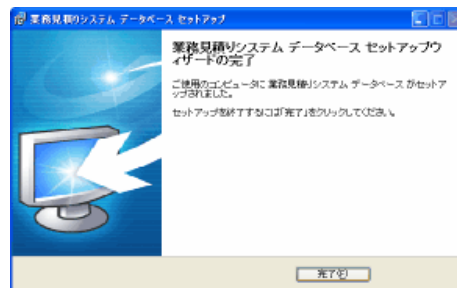 業務見積りシステム データベース セットアップ
業務見積りシステム データベース セットアップウ
ィザードの完了
ご使用のコンピュータに 業務見積りシステム データベース がセットア
ップされました。
セットアップを終了するには「完了」をクリックしてください。
完了(F)